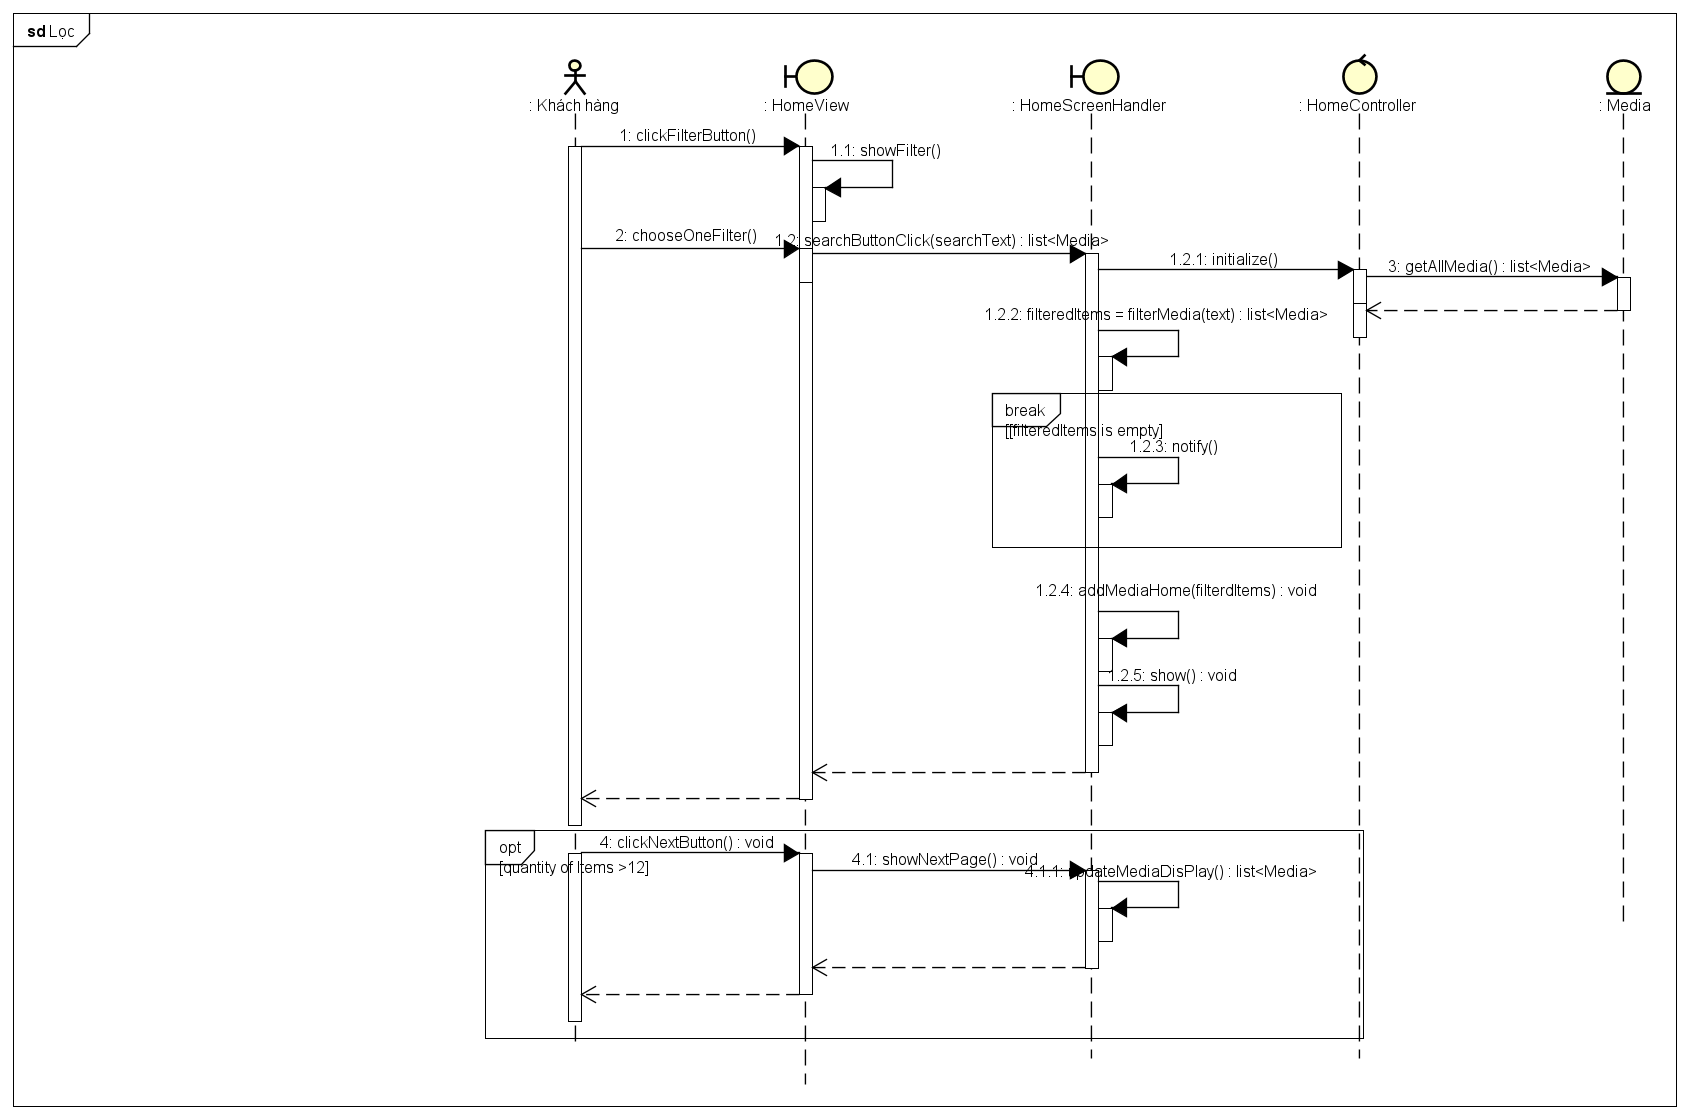 sd Lọc
: Khách hàng
: HomeView
: HomeScreenHandler
: HomeController
: Media
1: clickFilterButton()
1.1: showFilter()
2: chooseOneFilter()
1.2: searchButtonClick(searchText) : list<Media>
1.2.1: initialize()
3: getAllMedia() : list<Media>
1.2.2: filteredItems = filterMedia(text) : list<Media>
break
[[filteredItems is empty]
1.2.3: notify()
1.2.4: addMediaHome(filterdItems) : void
1.2.5: show() : void
opt
[quantity of Items >12]
4: clickNextButton() : void
4.1: showNextPage() : void
4.1.1: updateMediaDisPlay() : list<Media>